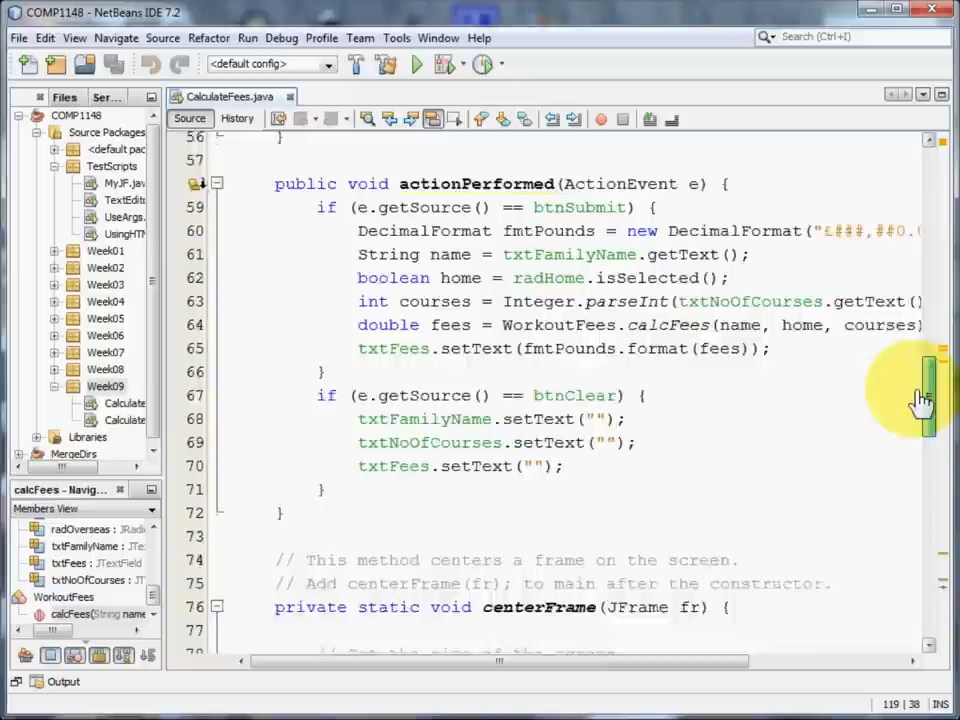 COMP1148 - NetBeans IDE 7.2
File Edit View Navigate Source Refactor Run Debug Profile Team Tools Window Help
Search (Ctrl+I)
<default config>
Files Ser...
CalculateFees.java
COMP1148
Source History
Source Packages
<default pac
TestScripts
MyJF.jav
TextEdit
UseArgs.
UsingHTM
Week01
Week02
Week03
Week04
Week05
Week06
Week07
Week08
Week09
Calculate
Calculate
Libraries
MergeDirs
calcFees - Navig...
Members View
radOverseas : JRadi
txtFamilyName : JTe
txtFees : JTextField
txtNoOfCourses : JT
WorkoutFees
calcFees(String name
56 }
57
public void actionPerformed(ActionEvent e) {
59 if (e.getSource() == btnSubmit) {
60 DecimalFormat fmtPounds = new DecimalFormat("£###,##0.0
61 String name = txtFamilyName.getText();
62 boolean home = radHome.isSelected();
63 int courses = Integer.parseInt(txtNoOfCourses.getText()
64 double fees = WorkoutFees.calcFees(name, home, courses)
65 txtFees.setText(fmtPounds.format(fees));
66 }
67 if (e.getSource() == btnClear) {
68 txtFamilyName.setText("");
69 txtNoOfCourses.setText("");
70 txtFees.setText("");
71 }
72 }
73
74 // This method centers a frame on the screen.
75 // Add centerFrame(fr); to main after the constructor.
76 private static void centerFrame(JFrame fr) {
77
Output
119 | 38 INS